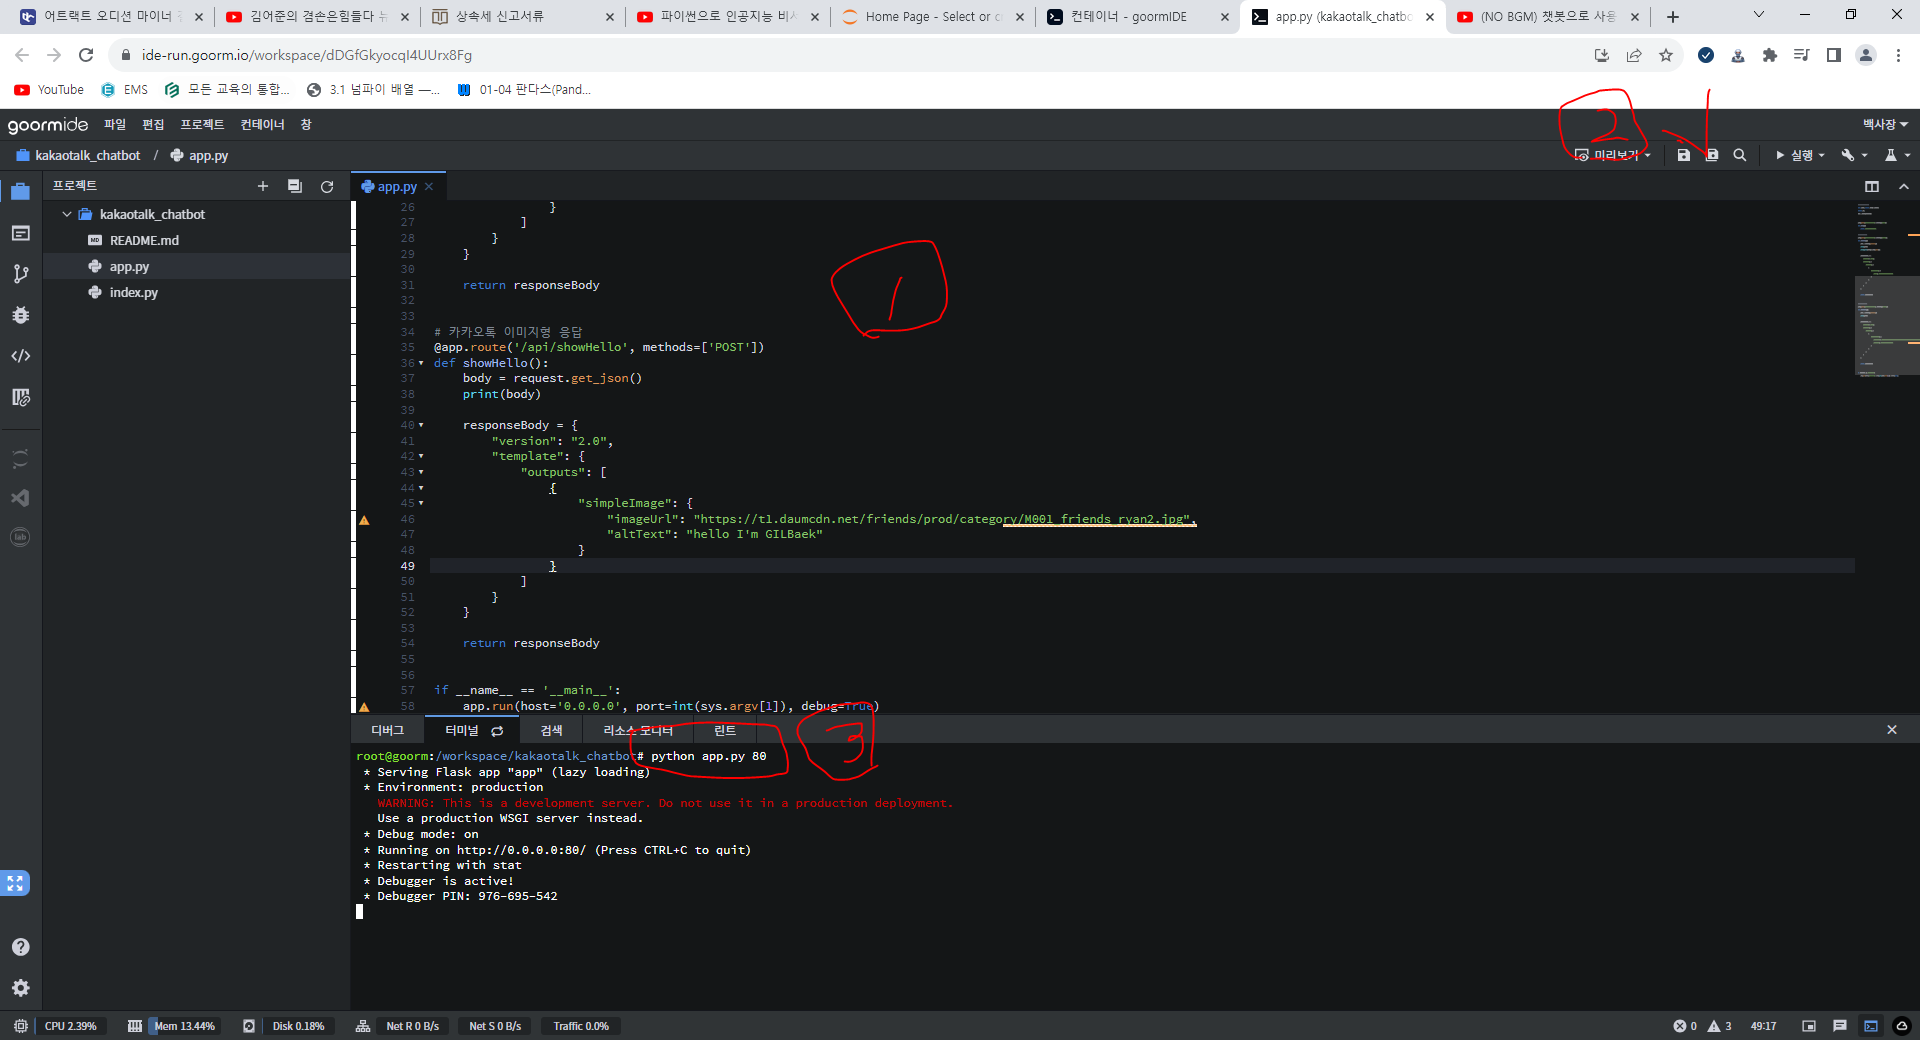 어트랙트 오디션 마이너 갤
김어준의 겸손은힘들다 뉴
상속세 신고서류
파이썬으로 인공지능 비서
Home Page - Select or c
컨테이너 - goormIDE
app.py (kakaotalk_chatbo
(NO BGM) 챗봇으로 사용
ide-run.goorm.io/workspace/dDGfGkyocqI4UUrx8Fg
YouTube
EMS
모든 교육의 통합...
3.1 넘파이 배열 —...
01-04 판다스(Pand...
goormide 파일 편집 프로젝트 컨테이너 창
2
백사장
kakaotalk_chatbot / app.py
미리보기
실행
프로젝트
app.py
kakaotalk_chatbot
README.md
app.py
index.py
26 }
27 ]
28 }
29 }
30
31 return responseBody
32
33
1
34 # 카카오톡 이미지형 응답
35 @app.route('/api/showHello', methods=['POST'])
36 def showHello():
37 body = request.get_json()
38 print(body)
39
40 responseBody = {
41 "version": "2.0",
42 "template": {
43 "outputs": [
44 {
45 "simpleImage": {
46 "imageUrl": "https://t1.daumcdn.net/friends/prod/category/M001_friends_ryan2.jpg",
47 "altText": "hello I'm GILBaek"
48 }
49 }
50 ]
51 }
52 }
53
54 return responseBody
55
56
57 if __name__ == '__main__':
58 app.run(host='0.0.0.0', port=int(sys.argv[1]), debug=True)
디버그 터미널 검색 리소스 모니터 린트
3
root@goorm:/workspace/kakaotalk_chatbot# python app.py 80
* Serving Flask app "app" (lazy loading)
* Environment: production
WARNING: This is a development server. Do not use it in a production deployment.
Use a production WSGI server instead.
* Debug mode: on
* Running on http://0.0.0.0:80/ (Press CTRL+C to quit)
* Restarting with stat
* Debugger is active!
* Debugger PIN: 976-695-542
CPU 2.39%
Mem 13.44%
Disk 0.18%
Net R 0 B/s
Net S 0 B/s
Traffic 0.0%
0
3
49:17